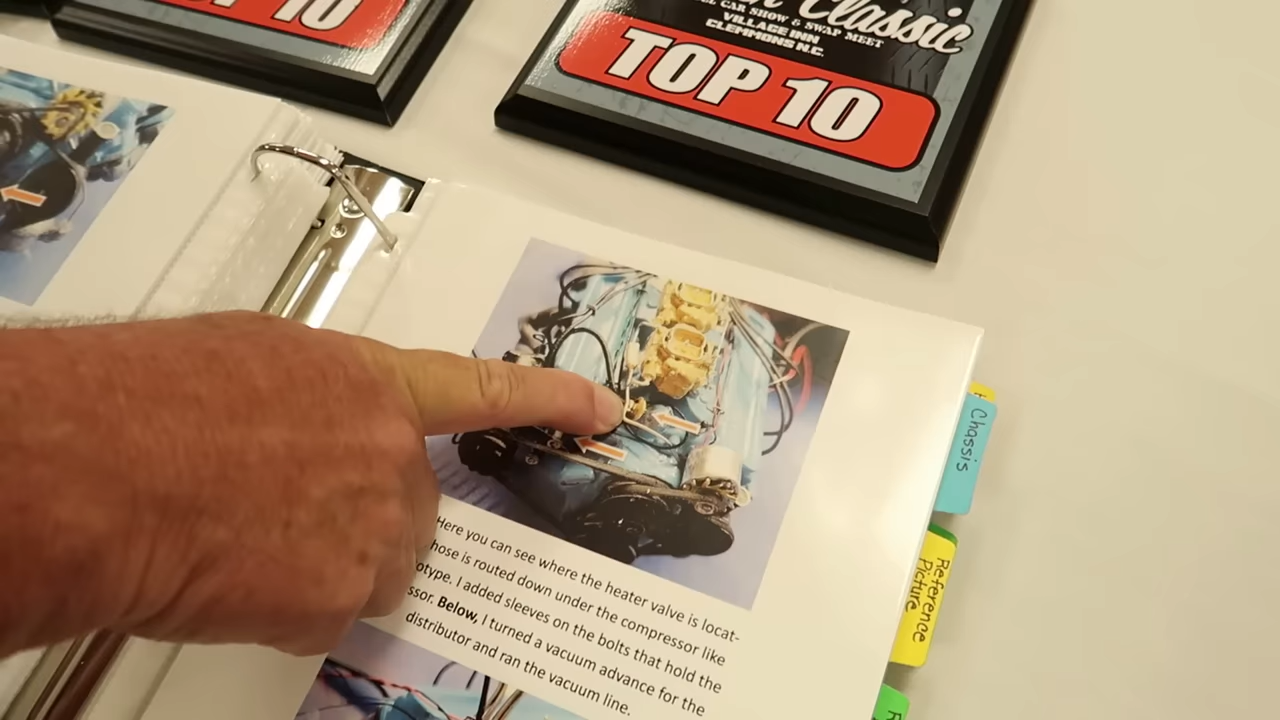 TOP 10
Classic
CAR SHOW & SWAP MEET
VILLAGE INN
CLEMMONS N.C.
TOP 10
Chassis
Reference
Picture
Here you can see where the heater valve is locat-
hose is routed down under the compressor like
I added sleeves on the bolts that hold the
Below, I turned a vacuum advance for the
distributor and ran the vacuum line.